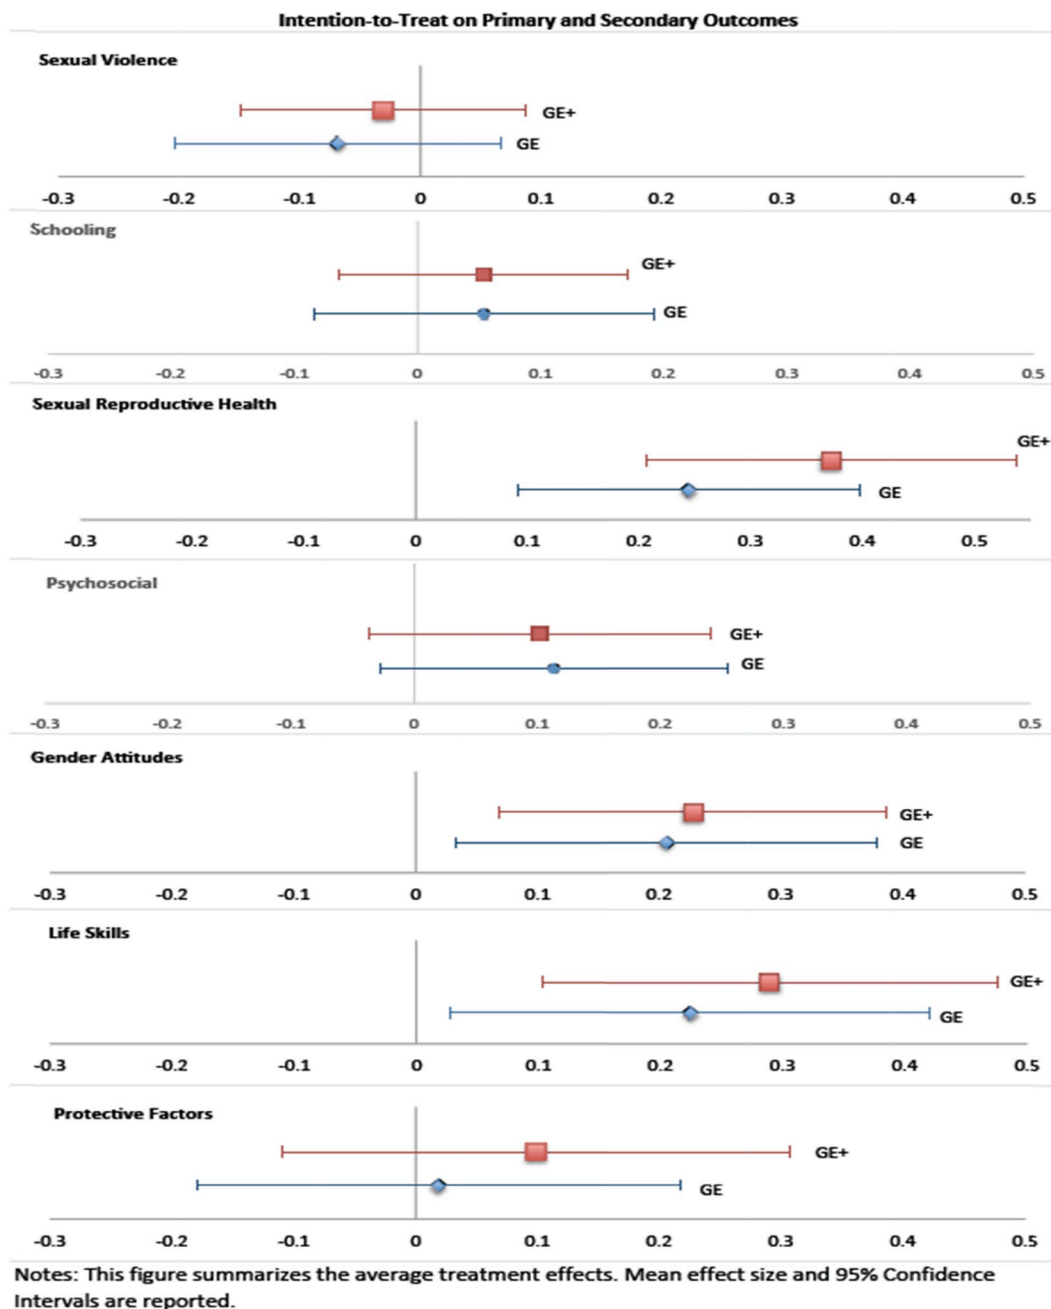 Intention-to-Treat on Primary and Secondary Outcomes
Sexual Violence
GE+
GE
-0.3 -0.2 -0.1 0 0.1 0.2 0.3 0.4 0.5
Schooling
GE+
GE
-0.3 -0.2 -0.1 0 0.1 0.2 0.3 0.4 0.5
Sexual Reproductive Health
GE+
GE
-0.3 -0.2 -0.1 0 0.1 0.2 0.3 0.4 0.5
Psychosocial
GE+
GE
-0.3 -0.2 -0.1 0 0.1 0.2 0.3 0.4 0.5
Gender Attitudes
GE+
GE
-0.3 -0.2 -0.1 0 0.1 0.2 0.3 0.4 0.5
Life Skills
GE+
GE
-0.3 -0.2 -0.1 0 0.1 0.2 0.3 0.4 0.5
Protective Factors
GE+
GE
-0.3 -0.2 -0.1 0 0.1 0.2 0.3 0.4 0.5
Notes: This figure summarizes the average treatment effects. Mean effect size and 95% Confidence
Intervals are reported.